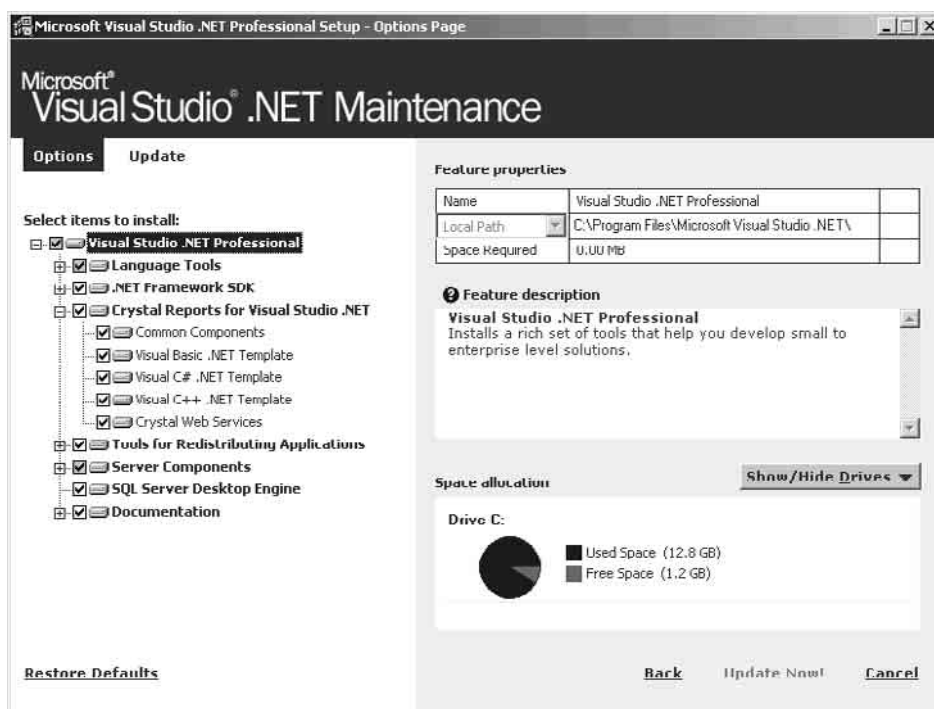 Microsoft Visual Studio .NET Professional Setup - Options Page
Microsoft®
Visual Studio® .NET Maintenance
Options Update
Select items to install:
Visual Studio .NET Professional
Language Tools
.NET Framework SDK
Crystal Reports for Visual Studio .NET
Common Components
Visual Basic .NET Template
Visual C# .NET Template
Visual C++ .NET Template
Crystal Web Services
Tools for Redistributing Applications
Server Components
SQL Server Desktop Engine
Documentation
Restore Defaults
Feature properties
Name Visual Studio .NET Professional
Local Path C:\Program Files\Microsoft Visual Studio .NET\
Space Required 0.00 MB
? Feature description
Visual Studio .NET Professional
Installs a rich set of tools that help you develop small to
enterprise level solutions.
Space allocation
Show/Hide Drives
Drive C:
Used Space (12.8 GB)
Free Space (1.2 GB)
Back Update Now! Cancel